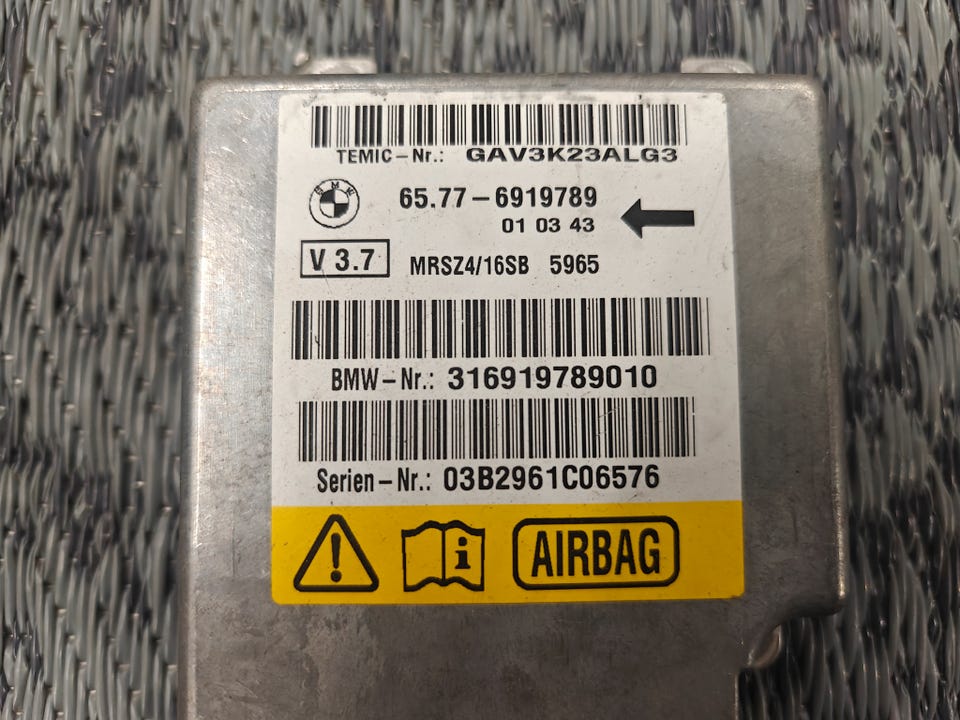 TEMIC-Nr.: GAV3K23ALG3
BMW
65.77-6919789
01 03 43
V 3.7
MRSZ4/16SB 5965
BMW-Nr.: 316919789010
Serien-Nr.: 03B2961C06576
AIRBAG